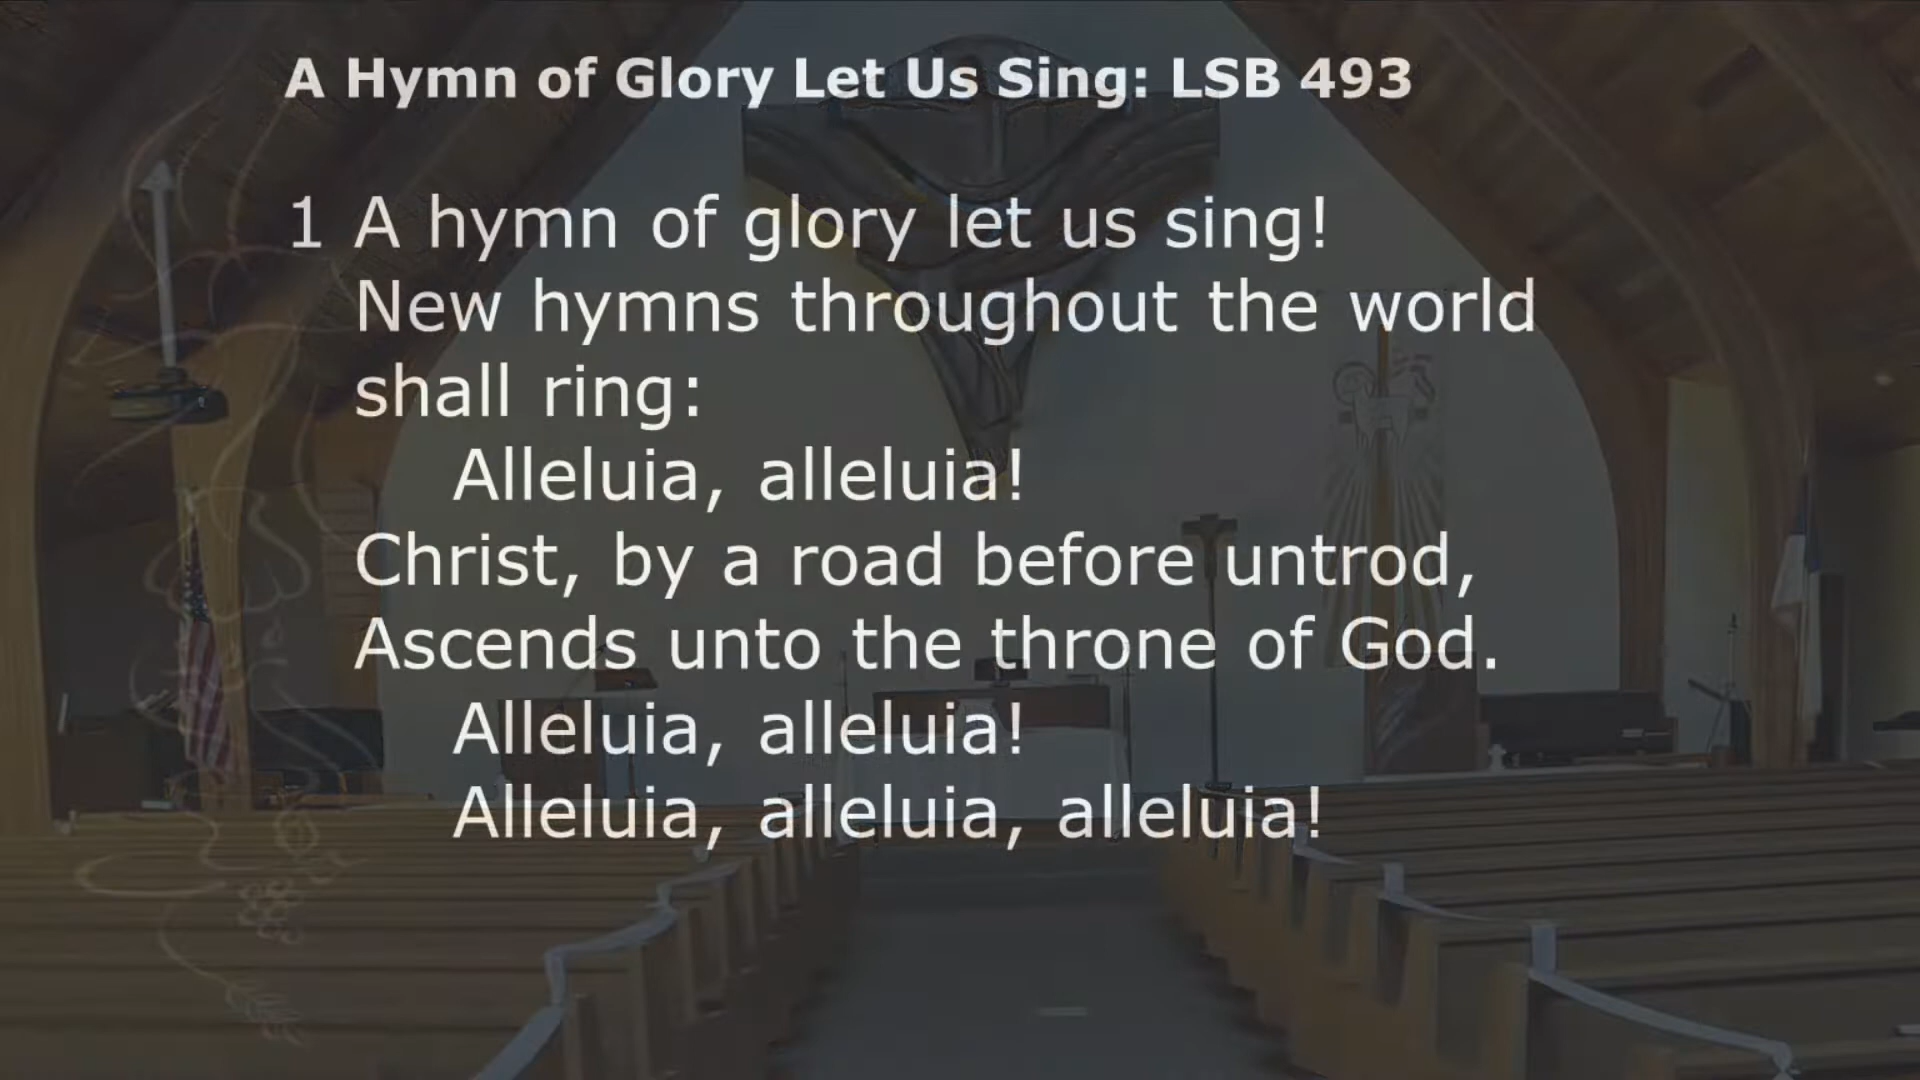 A Hymn of Glory Let Us Sing: LSB 493
1 A hymn of glory let us sing!
New hymns throughout the world
shall ring:
Alleluia, alleluia!
Christ, by a road before untrod,
Ascends unto the throne of God.
Alleluia, alleluia!
Alleluia, alleluia, alleluia!